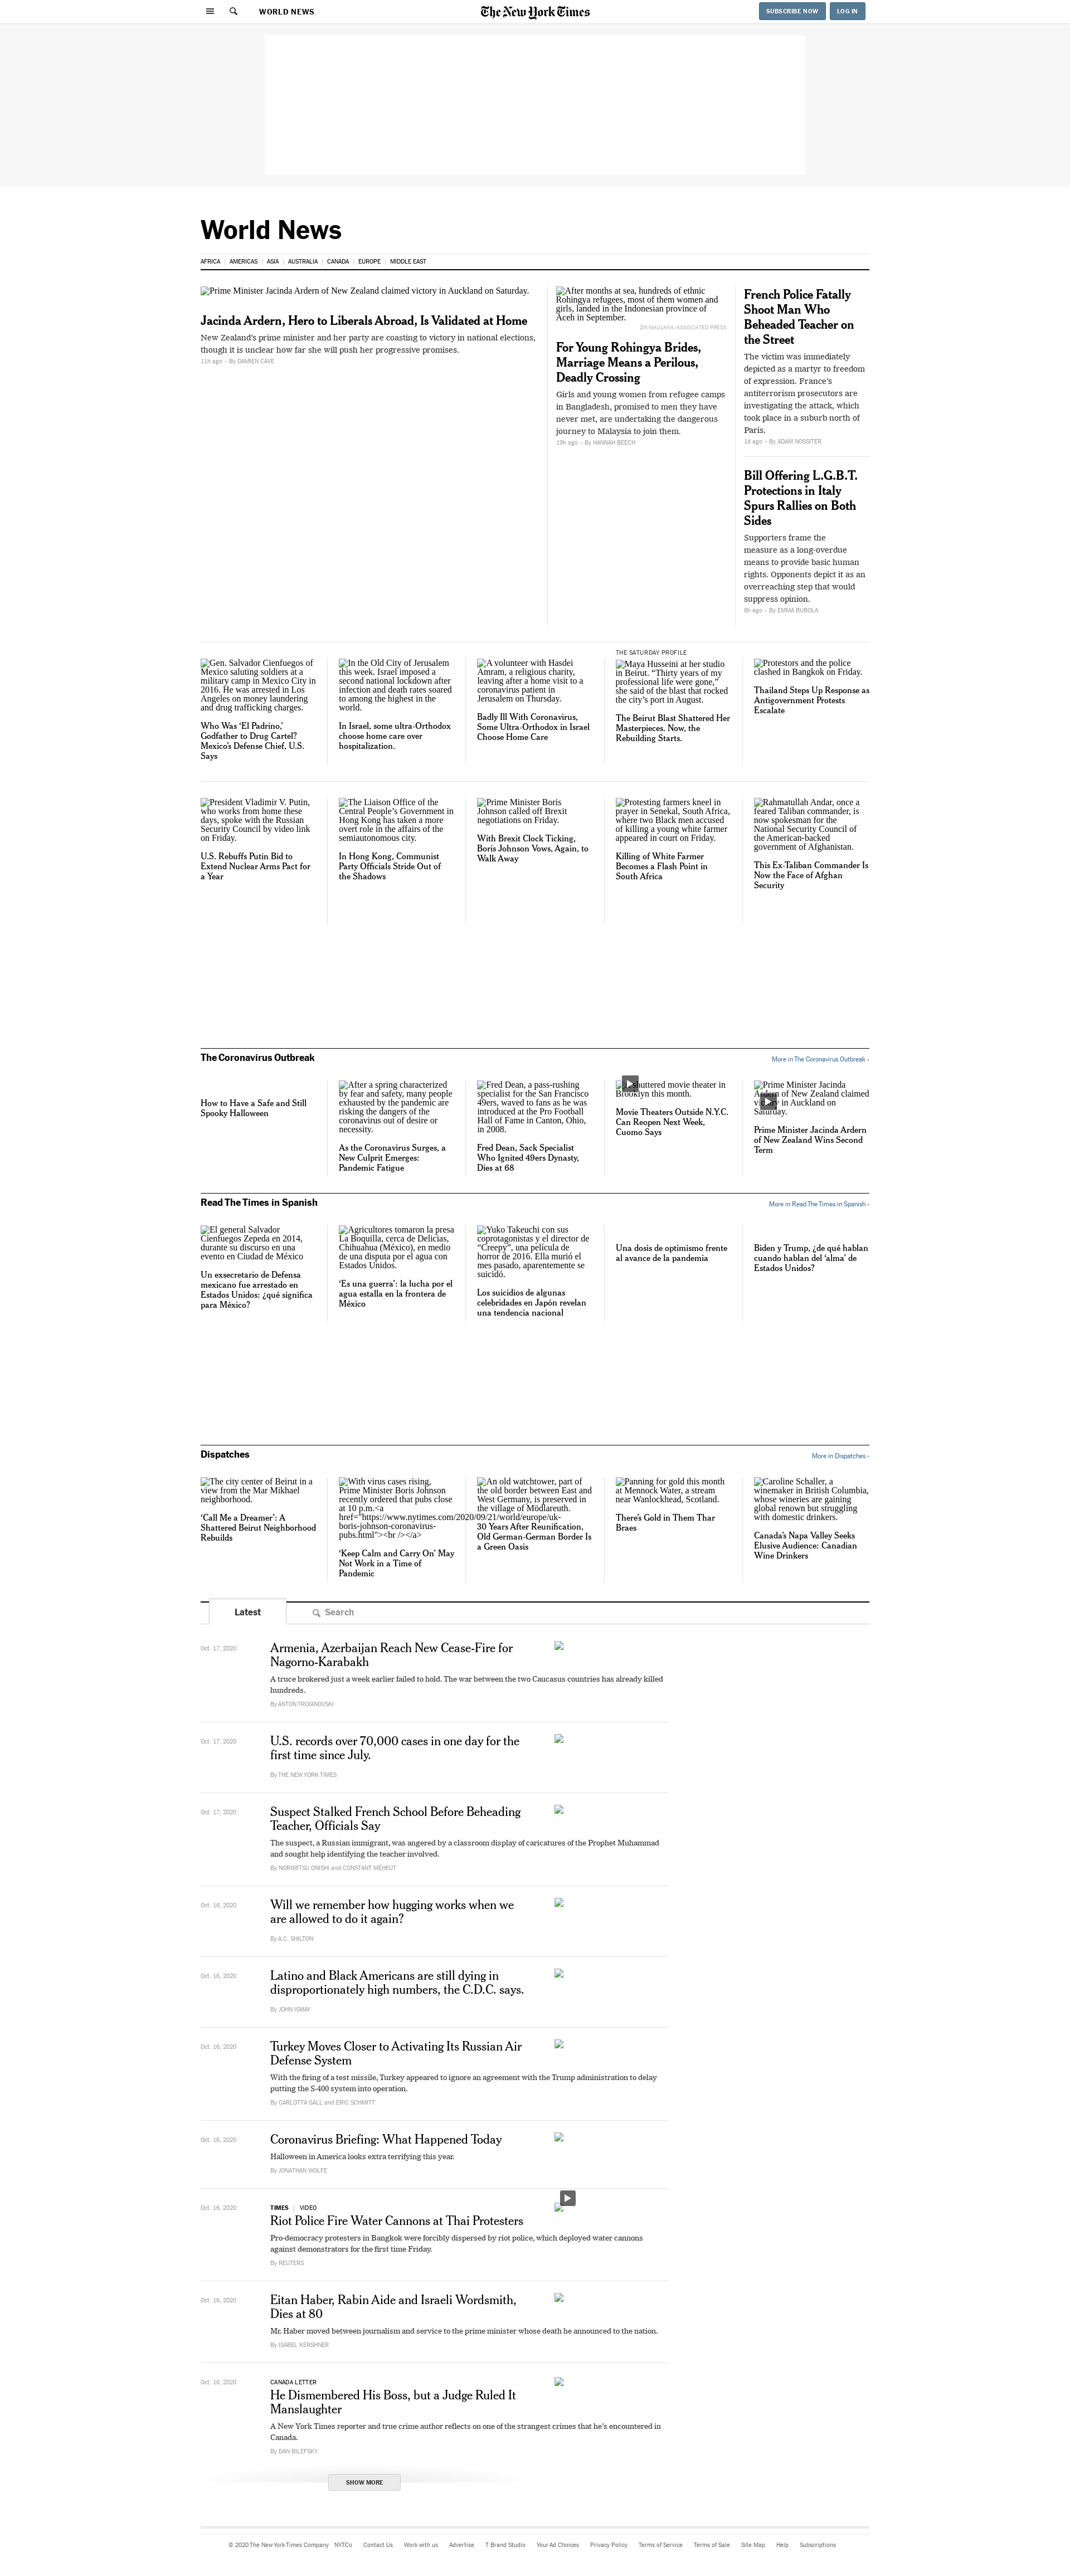 WORLD NEWS
The New York Times
SUBSCRIBE NOW
LOG IN
World News
AFRICA
AMERICAS
ASIA
AUSTRALIA
CANADA
EUROPE
MIDDLE EAST
Prime Minister Jacinda Ardern of New Zealand claimed victory in Auckland on Saturday.
Jacinda Ardern, Hero to Liberals Abroad, Is Validated at Home
New Zealand's prime minister and her party are coasting to victory in national elections,
though it is unclear how far she will push her progressive promises.
11h ago · By DAMIEN CAVE
After months at sea, hundreds of ethnic
Rohingya refugees, most of them women and
girls, landed in the Indonesian province of
Aceh in September.
ZIK MAULANA/ASSOCIATED PRESS
For Young Rohingya Brides,
Marriage Means a Perilous,
Deadly Crossing
Girls and young women from refugee camps
in Bangladesh, promised to men they have
never met, are undertaking the dangerous
journey to Malaysia to join them.
19h ago · By HANNAH BEECH
French Police Fatally
Shoot Man Who
Beheaded Teacher on
the Street
The victim was immediately
depicted as a martyr to freedom
of expression. France's
antiterrorism prosecutors are
investigating the attack, which
took place in a suburb north of
Paris.
1d ago · By ADAM NOSSITER
Bill Offering L.G.B.T.
Protections in Italy
Spurs Rallies on Both
Sides
Supporters frame the
measure as a long-overdue
means to provide basic human
rights. Opponents depict it as an
overreaching step that would
suppress opinion.
8h ago · By EMMA BUBOLA
Gen. Salvador Cienfuegos of
Mexico saluting soldiers at a
military camp in Mexico City in
2016. He was arrested in Los
Angeles on money laundering
and drug trafficking charges.
Who Was 'El Padrino,'
Godfather to Drug Cartel?
Mexico's Defense Chief, U.S.
Says
In the Old City of Jerusalem
this week. Israel imposed a
second national lockdown after
infection and death rates soared
to among the highest in the
world.
In Israel, some ultra-Orthodox
choose home care over
hospitalization.
A volunteer with Hasdei
Amram, a religious charity,
leaving after a home visit to a
coronavirus patient in
Jerusalem on Thursday.
Badly Ill With Coronavirus,
Some Ultra-Orthodox in Israel
Choose Home Care
THE SATURDAY PROFILE
Maya Husseini at her studio
in Beirut. "Thirty years of my
professional life were gone,"
she said of the blast that rocked
the city's port in August.
The Beirut Blast Shattered Her
Masterpieces. Now, the
Rebuilding Starts.
Protestors and the police
clashed in Bangkok on Friday.
Thailand Steps Up Response as
Antigovernment Protests
Escalate
President Vladimir V. Putin,
who works from home these
days, spoke with the Russian
Security Council by video link
on Friday.
U.S. Rebuffs Putin Bid to
Extend Nuclear Arms Pact for
a Year
The Liaison Office of the
Central People's Government in
Hong Kong has taken a more
overt role in the affairs of the
semiautonomous city.
In Hong Kong, Communist
Party Officials Stride Out of
the Shadows
Prime Minister Boris
Johnson called off Brexit
negotiations on Friday.
With Brexit Clock Ticking,
Boris Johnson Vows, Again, to
Walk Away
Protesting farmers kneel in
prayer in Senekal, South Africa,
where two Black men accused
of killing a young white farmer
appeared in court on Friday.
Killing of White Farmer
Becomes a Flash Point in
South Africa
Rahmatullah Andar, once a
feared Taliban commander, is
now spokesman for the
National Security Council of
the American-backed
government of Afghanistan.
This Ex-Taliban Commander Is
Now the Face of Afghan
Security
The Coronavirus Outbreak
More in The Coronavirus Outbreak ›
How to Have a Safe and Still
Spooky Halloween
After a spring characterized
by fear and safety, many people
exhausted by the pandemic are
risking the dangers of the
coronavirus out of desire or
necessity.
As the Coronavirus Surges, a
New Culprit Emerges:
Pandemic Fatigue
Fred Dean, a pass-rushing
specialist for the San Francisco
49ers, waved to fans as he was
introduced at the Pro Football
Hall of Fame in Canton, Ohio,
in 2008.
Fred Dean, Sack Specialist
Who Ignited 49ers Dynasty,
Dies at 68
shuttered movie theater in
Brooklyn this month.
Movie Theaters Outside N.Y.C.
Can Reopen Next Week,
Cuomo Says
Prime Minister Jacinda
of New Zealand claimed
in Auckland on
Saturday.
Prime Minister Jacinda Ardern
of New Zealand Wins Second
Term
Read The Times in Spanish
More in Read The Times in Spanish ›
El general Salvador
Cienfuegos Zepeda en 2014,
durante su discurso en una
evento en Ciudad de México
Un exsecretario de Defensa
mexicano fue arrestado en
Estados Unidos: ¿qué significa
para México?
Agricultores tomaron la presa
La Boquilla, cerca de Delicias,
Chihuahua (México), en medio
de una disputa por el agua con
Estados Unidos.
'Es una guerra': la lucha por el
agua estalla en la frontera de
México
Yuko Takeuchi con sus
coprotagonistas y el director de
"Creepy", una película de
horror de 2016. Ella murió el
mes pasado, aparentemente se
suicidó.
Los suicidios de algunas
celebridades en Japón revelan
una tendencia nacional
Una dosis de optimismo frente
al avance de la pandemia
Biden y Trump, ¿de qué hablan
cuando hablan del 'alma' de
Estados Unidos?
Dispatches
More in Dispatches ›
The city center of Beirut in a
view from the Mar Mikhael
neighborhood.
'Call Me a Dreamer': A
Shattered Beirut Neighborhood
Rebuilds
With virus cases rising,
Prime Minister Boris Johnson
recently ordered that pubs close
at 10 p.m.<a
href="https://www.nytimes.com/2020/09/21/world/europe/uk-
boris-johnson-coronavirus-
pubs.html"><br /></a>
'Keep Calm and Carry On' May
Not Work in a Time of
Pandemic
An old watchtower, part of
the old border between East and
West Germany, is preserved in
the village of Mödlareuth.
30 Years After Reunification,
Old German-German Border Is
a Green Oasis
Panning for gold this month
at Mennock Water, a stream
near Wanlockhead, Scotland.
There's Gold in Them Thar
Braes
Caroline Schaller, a
winemaker in British Columbia,
whose wineries are gaining
global renown but struggling
with domestic drinkers.
Canada's Napa Valley Seeks
Elusive Audience: Canadian
Wine Drinkers
Latest
Search
Oct. 17, 2020
Armenia, Azerbaijan Reach New Cease-Fire for
Nagorno-Karabakh
A truce brokered just a week earlier failed to hold. The war between the two Caucasus countries has already killed
hundreds.
By ANTON TROIANOVSKI
Oct. 17, 2020
U.S. records over 70,000 cases in one day for the
first time since July.
By THE NEW YORK TIMES
Oct. 17, 2020
Suspect Stalked French School Before Beheading
Teacher, Officials Say
The suspect, a Russian immigrant, was angered by a classroom display of caricatures of the Prophet Muhammad
and sought help identifying the teacher involved.
By NORIMITSU ONISHI and CONSTANT MÉHEUT
Oct. 16, 2020
Will we remember how hugging works when we
are allowed to do it again?
By A.C. SHILTON
Oct. 16, 2020
Latino and Black Americans are still dying in
disproportionately high numbers, the C.D.C. says.
By JOHN ISMAY
Oct. 16, 2020
Turkey Moves Closer to Activating Its Russian Air
Defense System
With the firing of a test missile, Turkey appeared to ignore an agreement with the Trump administration to delay
putting the S-400 system into operation.
By CARLOTTA GALL and ERIC SCHMITT
Oct. 16, 2020
Coronavirus Briefing: What Happened Today
Halloween in America looks extra terrifying this year.
By JONATHAN WOLFE
Oct. 16, 2020
TIMES | VIDEO
Riot Police Fire Water Cannons at Thai Protesters
Pro-democracy protesters in Bangkok were forcibly dispersed by riot police, which deployed water cannons
against demonstrators for the first time Friday.
By REUTERS
Oct. 16, 2020
Eitan Haber, Rabin Aide and Israeli Wordsmith,
Dies at 80
Mr. Haber moved between journalism and service to the prime minister whose death he announced to the nation.
By ISABEL KERSHNER
Oct. 16, 2020
CANADA LETTER
He Dismembered His Boss, but a Judge Ruled It
Manslaughter
A New York Times reporter and true crime author reflects on one of the strangest crimes that he's encountered in
Canada.
By DAN BILEFSKY
SHOW MORE
© 2020 The New York Times Company
NYTCo
Contact Us
Work with us
Advertise
T Brand Studio
Your Ad Choices
Privacy Policy
Terms of Service
Terms of Sale
Site Map
Help
Subscriptions